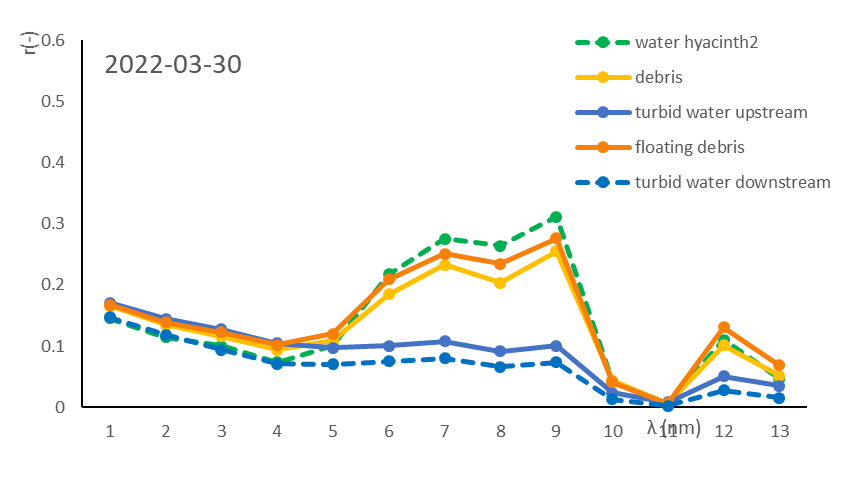 r(-)
0.6
0.5
0.4
0.3
0.2
0.1
0
2022-03-30
water hyacinth2
debris
turbid water upstream
floating debris
turbid water downstream
1 2 3 4 5 6 7 8 9 10 11 12 13
λ (nm)